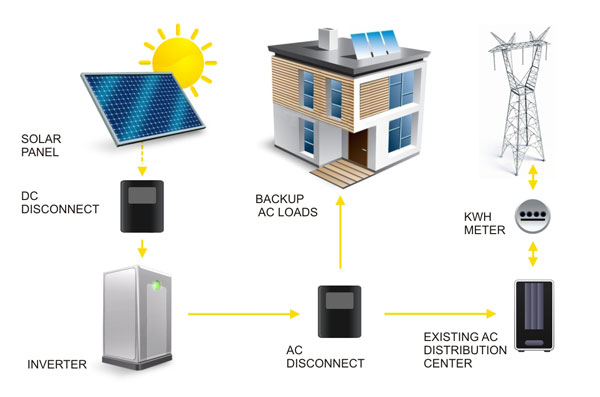 SOLAR
PANEL
DC
DISCONNECT
INVERTER
BACKUP
AC LOADS
AC
DISCONNECT
KWH
METER
EXISTING AC
DISTRIBUTION
CENTER